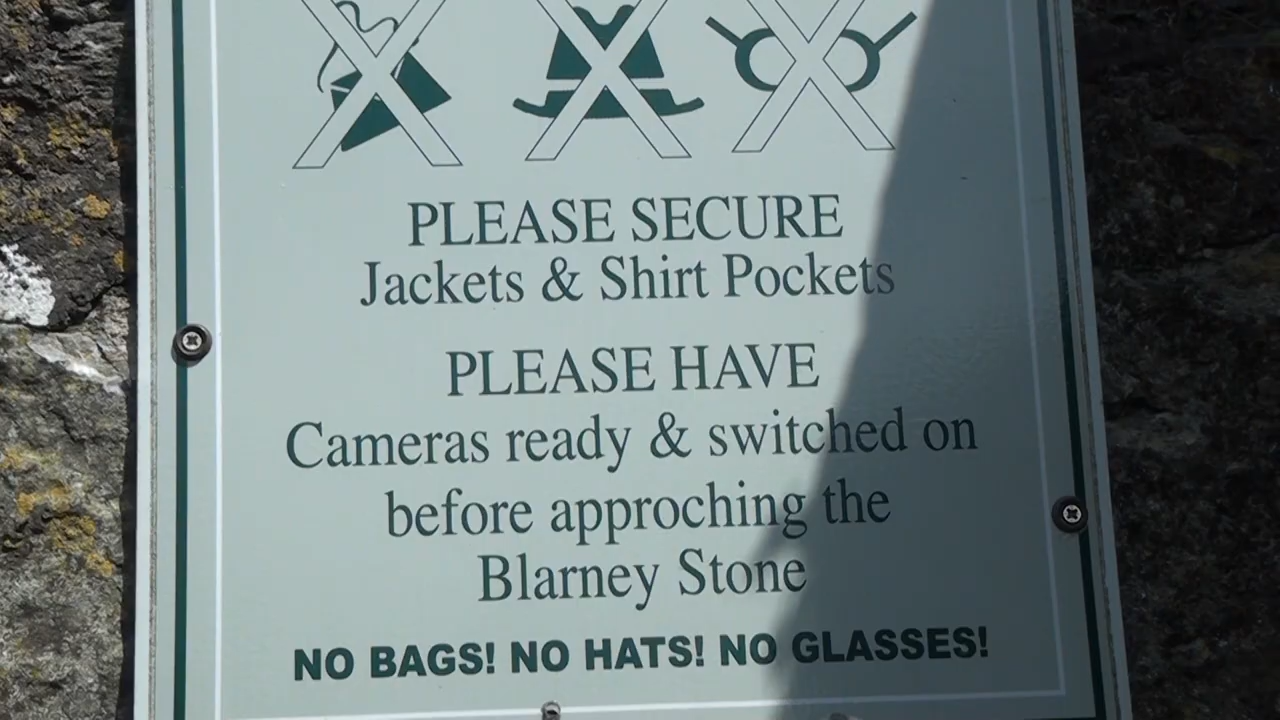 PLEASE SECURE
Jackets & Shirt Pockets
PLEASE HAVE
Cameras ready & switched on
before approching the
Blarney Stone
NO BAGS! NO HATS! NO GLASSES!